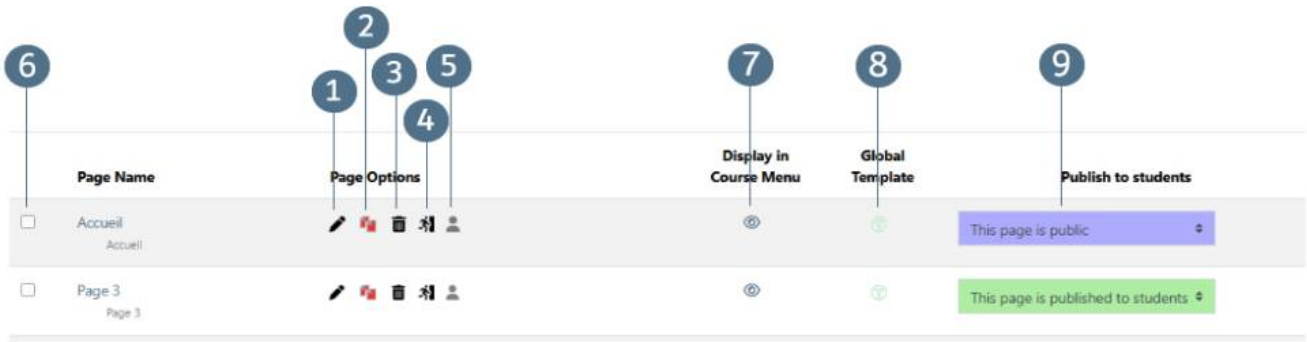 2
6
3
5
7
8
9
1
4
Page Name
Page Options
Display in
Course Menu
Global
Template
Publish to students
Accueil
Accueil
This page is public
Page 3
Page 3
This page is published to students